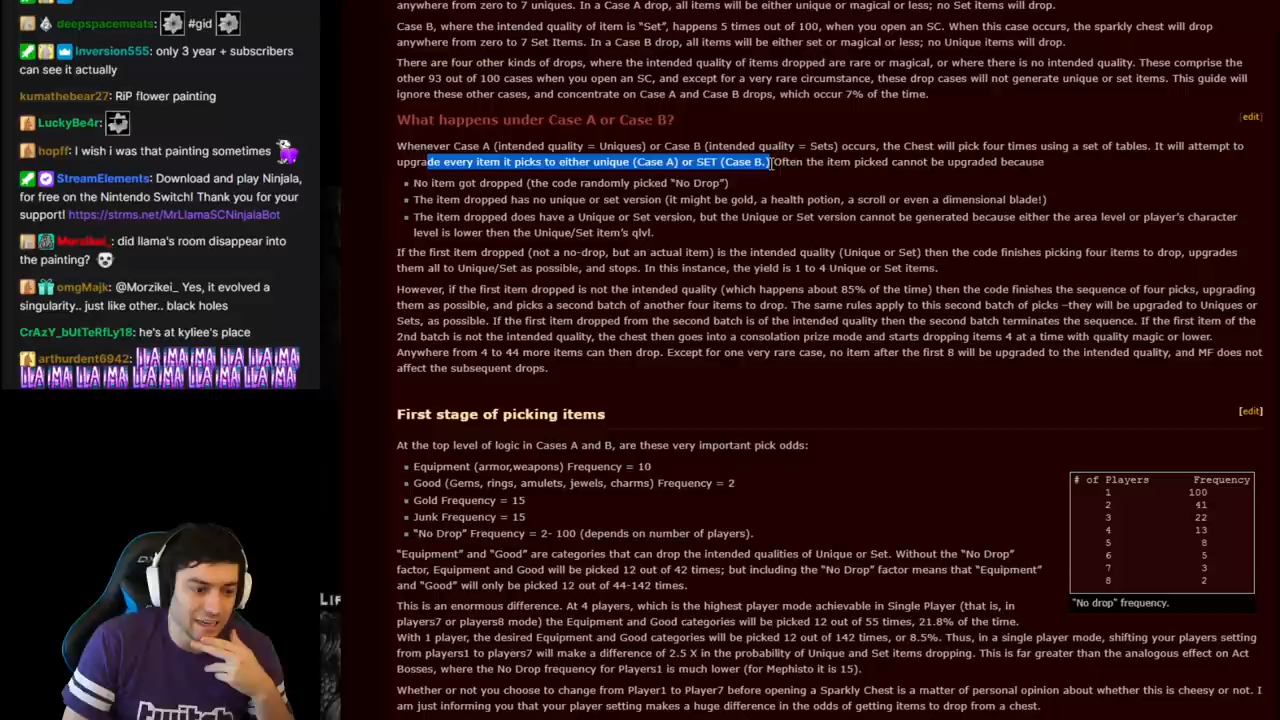 deepspacemeats: #gid
Inversion555: only 3 year + subscribers
can see it actually
kumathebear27: RiP flower painting
LuckyBe4r:
hopff: I wish i was that painting sometimes
StreamElements: Download and play Ninjala,
for free on the Nintendo Switch! Thank you for your
support! https://strms.net/MrLlamaSCNinjalaBot
Morzikei_: did llama's room disappear into
the painting?
omgMajk: @Morzikei_ Yes, it evolved a
singularity.. just like other.. black holes
CrAzY_bUtTeRfLy18: he's at kyliee's place
arthurdent6942: LLAMA LLAMA LLAMA LLAMA
LLAMA LLAMA LLAMA LLAMA LLAMA
twitch
anywhere from zero to 7 uniques. In a Case A drop, all items will be either unique or magical or less; no Set items will drop.
Case B, where the intended quality of item is “Set”, happens 5 times out of 100, when you open an SC. When this case occurs, the sparkly chest will drop
anywhere from zero to 7 Set Items. In a Case B drop, all items will be either set or magical or less; no Unique items will drop.
There are four other kinds of drops, where the intended quality of items dropped are rare or magical, or where there is no intended quality. These comprise the
other 93 out of 100 cases when you open an SC, and except for a very rare circumstance, these drop cases will not generate unique or set items. This guide will
ignore these other cases, and concentrate on Case A and Case B drops, which occur 7% of the time.
What happens under Case A or Case B? [edit]
Whenever Case A (intended quality = Uniques) or Case B (intended quality = Sets) occurs, the Chest will pick four times using a set of tables. It will attempt to
upgrade every item it picks to either unique (Case A) or SET (Case B.) Often the item picked cannot be upgraded because
No item got dropped (the code randomly picked “No Drop”)
The item dropped has no unique or set version (it might be gold, a health potion, a scroll or even a dimensional blade!)
The item dropped does have a Unique or Set version, but the Unique or Set version cannot be generated because either the area level or player’s character
level is lower then the Unique/Set item’s qlvl.
If the first item dropped (not a no-drop, but an actual item) is the intended quality (Unique or Set) then the code finishes picking four items to drop, upgrades
them all to Unique/Set as possible, and stops. In this instance, the yield is 1 to 4 Unique or Set items.
However, if the first item dropped is not the intended quality (which happens about 85% of the time) then the code finishes the sequence of four picks, upgrading
them as possible, and picks a second batch of another four items to drop. The same rules apply to this second batch of picks –they will be upgraded to Uniques or
Sets, as possible. If the first item dropped from the second batch is of the intended quality then the second batch terminates the sequence. If the first item of the
2nd batch is not the intended quality, the chest then goes into a consolation prize mode and starts dropping items 4 at a time with quality magic or lower.
Anywhere from 4 to 44 more items can then drop. Except for one very rare case, no item after the first 8 will be upgraded to the intended quality, and MF does not
affect the subsequent drops.
First stage of picking items [edit]
At the top level of logic in Cases A and B, are these very important pick odds:
Equipment (armor,weapons) Frequency = 10
Good (Gems, rings, amulets, jewels, charms) Frequency = 2
Gold Frequency = 15
Junk Frequency = 15
“No Drop” Frequency = 2- 100 (depends on number of players).
# of Players Frequency
1 100
2 41
3 22
4 13
5 8
6 5
7 3
8 2
"No drop" frequency.
“Equipment” and “Good” are categories that can drop the intended qualities of Unique or Set. Without the “No Drop”
factor, Equipment and Good will be picked 12 out of 42 times; but including the “No Drop” factor means that “Equipment”
and “Good” will only be picked 12 out of 44-142 times.
This is an enormous difference. At 4 players, which is the highest player mode achievable in Single Player (that is, in
players7 or players8 mode) the Equipment and Good categories will be picked 12 out of 55 times, 21.8% of the time.
With 1 player, the desired Equipment and Good categories will be picked 12 out of 142 times, or 8.5%. Thus, in a single player mode, shifting your players setting
from players1 to players7 will make a difference of 2.5 X in the probability of Unique and Set items dropping. This is far greater than the analogous effect on Act
Bosses, where the No Drop frequency for Players1 is much lower (for Mephisto it is 15).
Whether or not you choose to change from Player1 to Player7 before opening a Sparkly Chest is a matter of personal opinion about whether this is cheesy or not. I
am just informing you that your player setting makes a huge difference in the odds of getting items to drop from a chest.